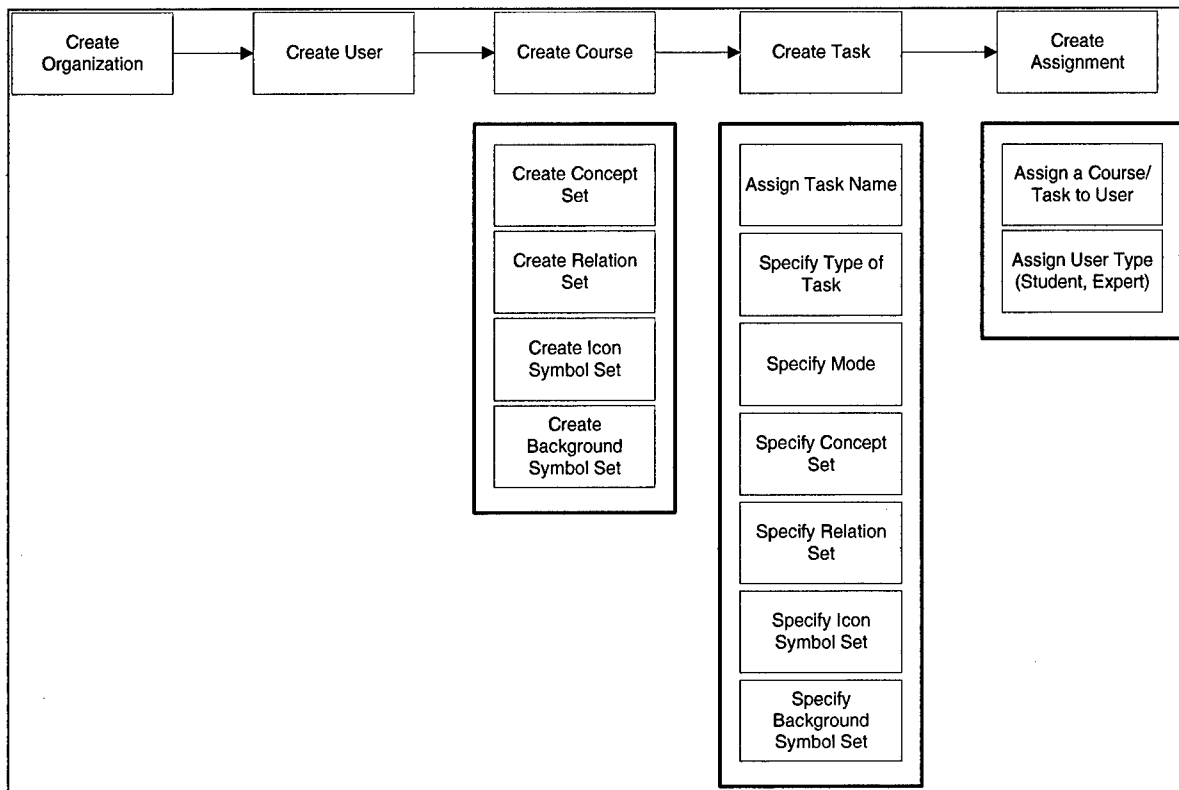 Create
Organization
Create User
Create Course
Create Task
Create
Assignment
Create Concept
Set
Create Relation
Set
Create Icon
Symbol Set
Create
Background
Symbol Set
Assign Task Name
Specify Type of
Task
Specify Mode
Specify Concept
Set
Specify Relation
Set
Specify Icon
Symbol Set
Specify
Background
Symbol Set
Assign a Course/
Task to User
Assign User Type
(Student, Expert)